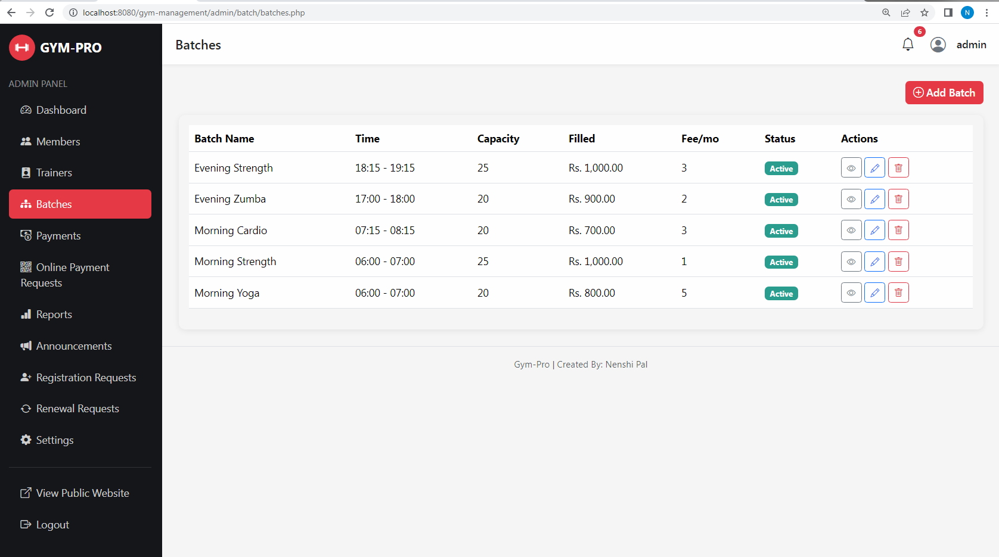 localhost:8080/gym-management/admin/batch/batches.php
N
GYM-PRO
ADMIN PANEL
Dashboard
Members
Trainers
Batches
Payments
Online Payment
Requests
Reports
Announcements
Registration Requests
Renewal Requests
Settings
View Public Website
Logout
Batches
6
admin
Add Batch
Batch Name Time Capacity Filled Fee/mo Status Actions
Evening Strength 18:15 - 19:15 25 Rs. 1,000.00 3 Active
Evening Zumba 17:00 - 18:00 20 Rs. 900.00 2 Active
Morning Cardio 07:15 - 08:15 20 Rs. 700.00 3 Active
Morning Strength 06:00 - 07:00 25 Rs. 1,000.00 1 Active
Morning Yoga 06:00 - 07:00 20 Rs. 800.00 5 Active
Gym-Pro | Created By: Nenshi Pal